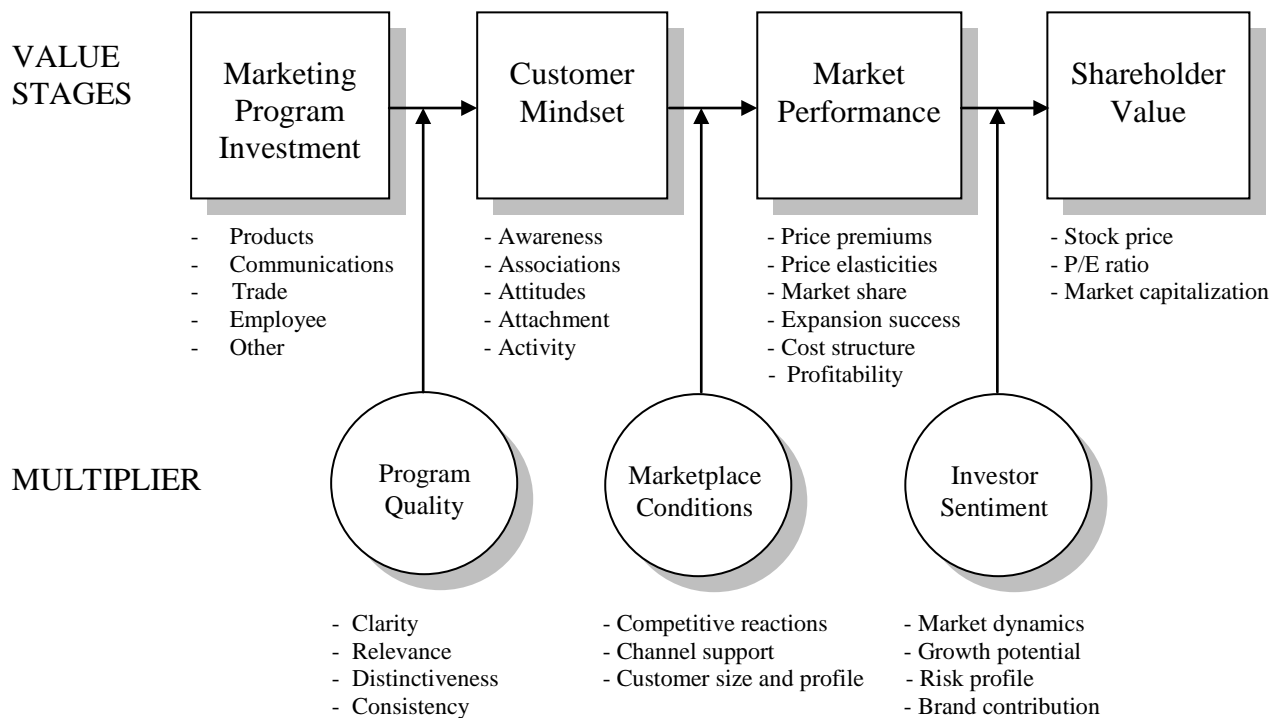 VALUE
STAGES
Marketing
Program
Investment
Customer
Mindset
Market
Performance
Shareholder
Value
- Products
- Communications
- Trade
- Employee
- Other
- Awareness
- Associations
- Attitudes
- Attachment
- Activity
- Price premiums
- Price elasticities
- Market share
- Expansion success
- Cost structure
- Profitability
- Stock price
- P/E ratio
- Market capitalization
MULTIPLIER
Program
Quality
Marketplace
Conditions
Investor
Sentiment
- Clarity
- Relevance
- Distinctiveness
- Consistency
- Competitive reactions
- Channel support
- Customer size and profile
- Market dynamics
- Growth potential
- Risk profile
- Brand contribution